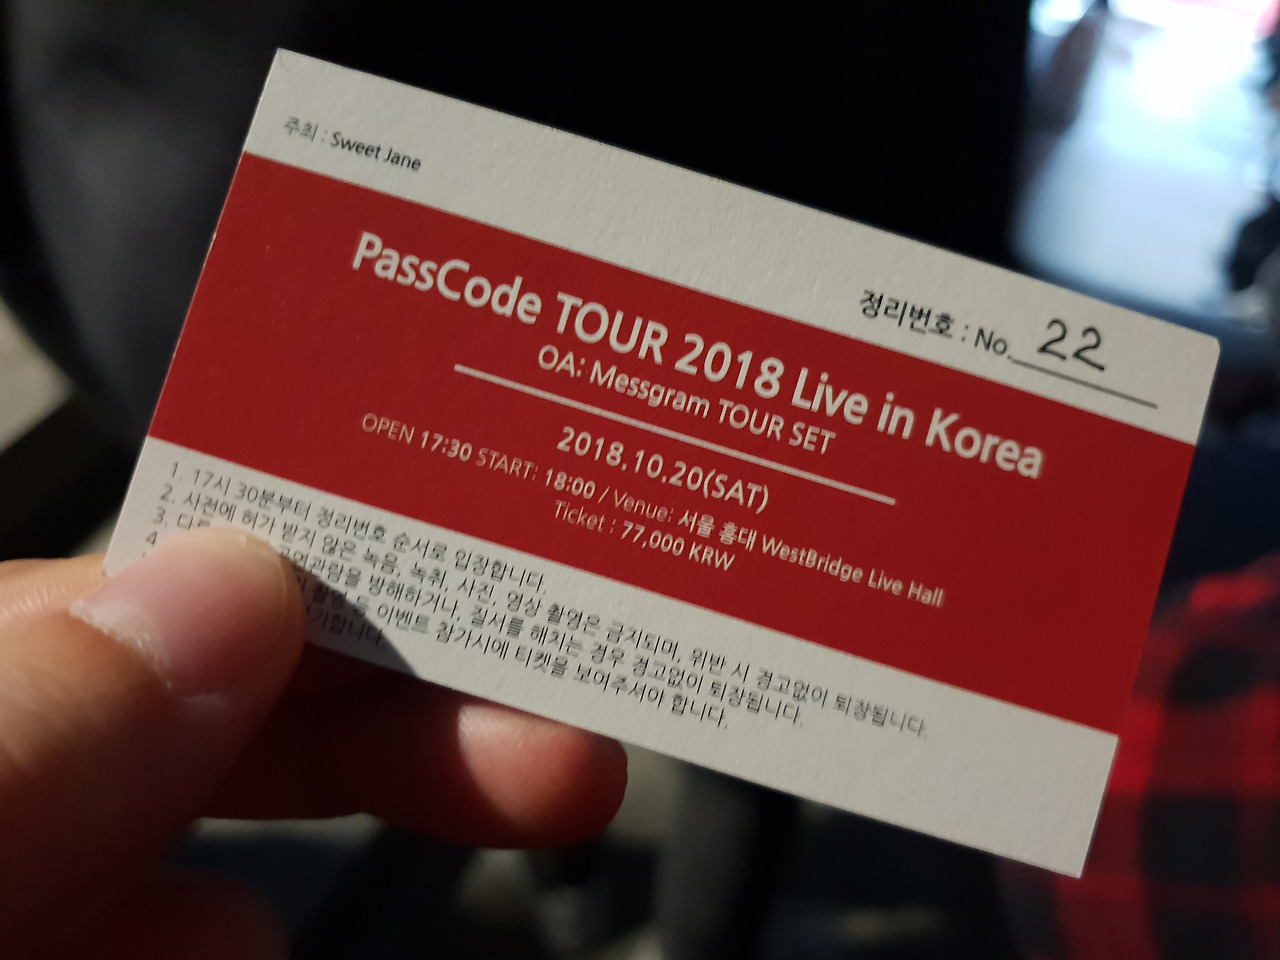 주최 : Sweet Jane
정리번호 : No. 22
PassCode TOUR 2018 Live in Korea
OA: Messgram TOUR SET
2018.10.20(SAT)
OPEN 17:30 START: 18:00 / Venue: 서울 홍대 WestBridge Live Hall
Ticket : 77,000 KRW
1. 17시 30분부터 정리번호 순서로 입장합니다.
2. 사전에 허가 받지 않은 녹음, 녹취, 사진, 영상 촬영은 금지되며, 위반 시 경고없이 퇴장됩니다.
3. 다른 공연관람을 방해하거나, 질서를 해치는 경우 경고없이 퇴장됩니다.
4. 등 이벤트 참가시에 티켓을 보여주셔야 합니다.